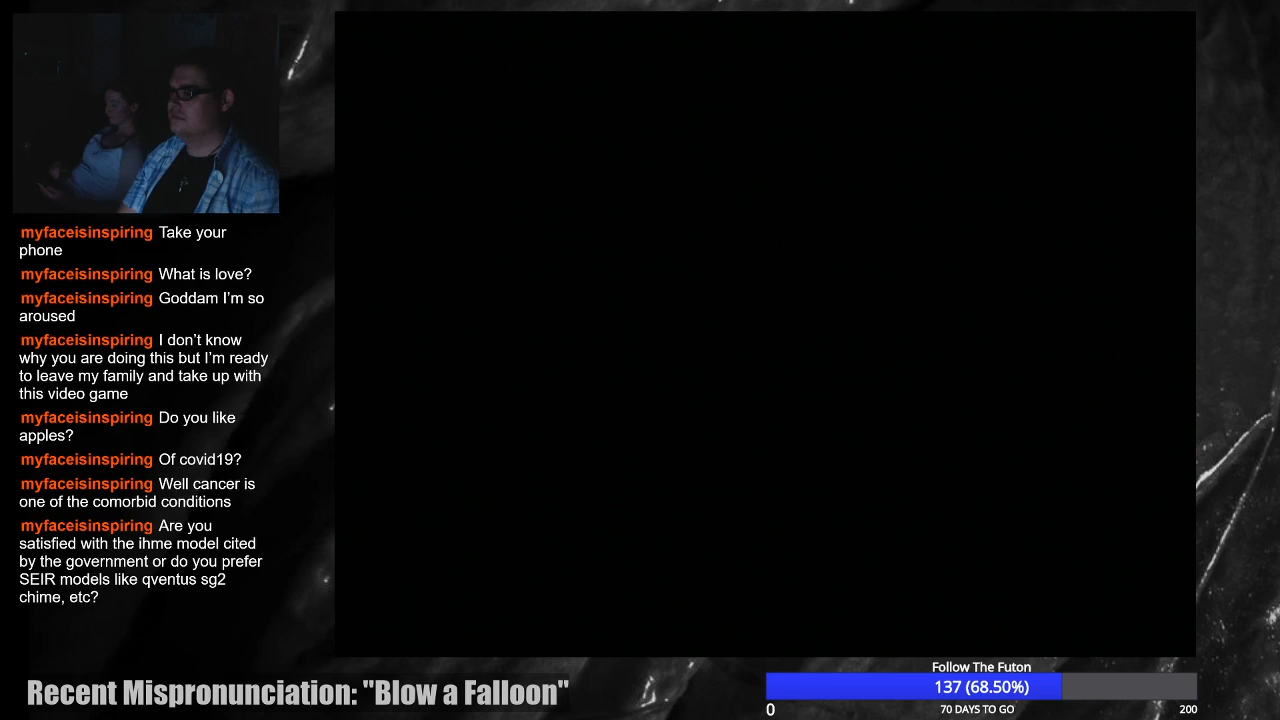 myfaceisinspiring Take your
phone
myfaceisinspiring What is love?
myfaceisinspiring Goddam I'm so
aroused
myfaceisinspiring I don't know
why you are doing this but I'm ready
to leave my family and take up with
this video game
myfaceisinspiring Do you like
apples?
myfaceisinspiring Of covid19?
myfaceisinspiring Well cancer is
one of the comorbid conditions
myfaceisinspiring Are you
satisfied with the ihme model cited
by the government or do you prefer
SEIR models like qventus sg2
chime, etc?
Recent Mispronunciation: "Blow a Falloon"
Follow The Futon
137 (68.50%)
0 70 DAYS TO GO 200